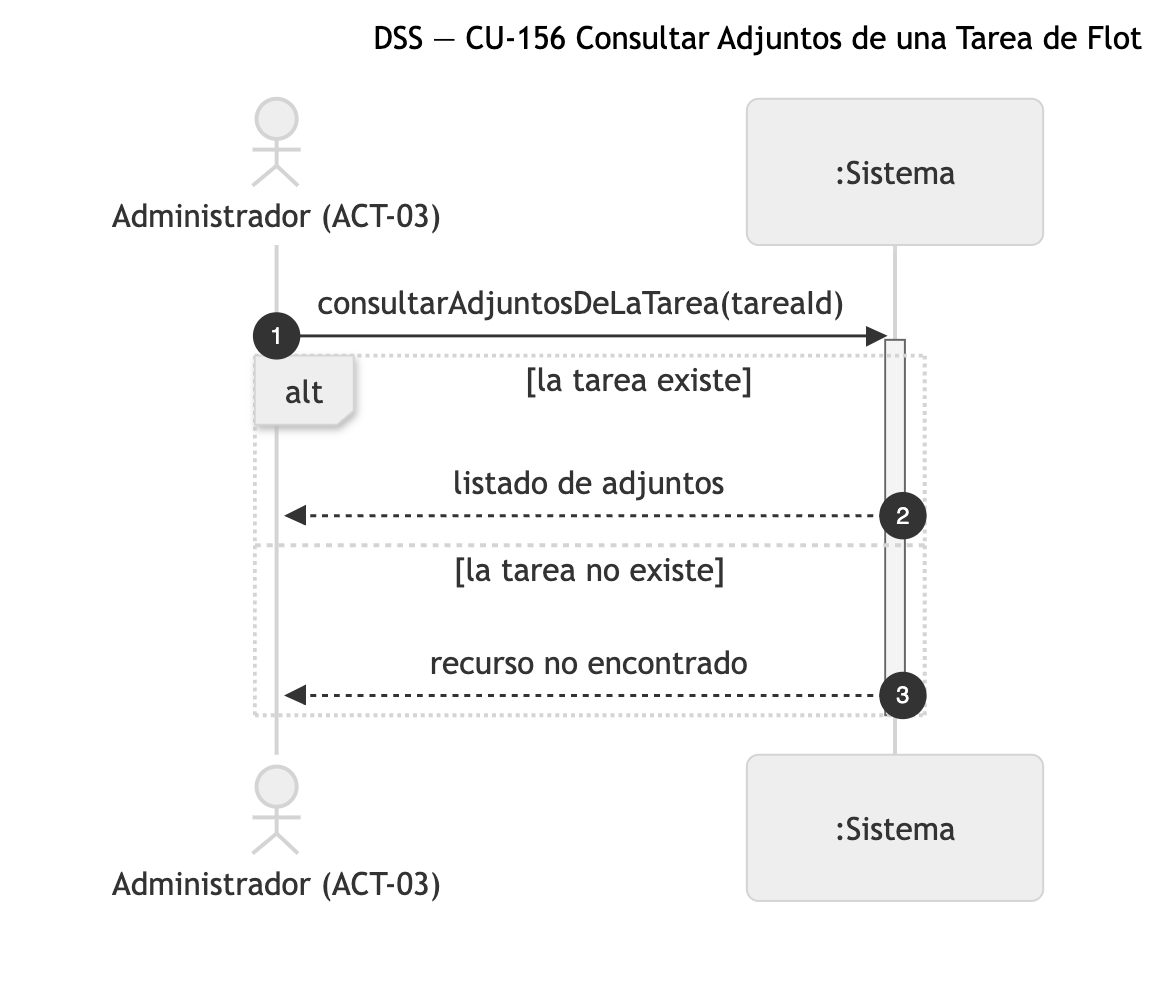 DSS — CU-156 Consultar Adjuntos de una Tarea de Flot
Administrador (ACT-03)
:Sistema
consultarAdjuntosDeLaTarea(tareaId)
1
alt
[la tarea existe]
listado de adjuntos
2
[la tarea no existe]
recurso no encontrado
3
Administrador (ACT-03)
:Sistema